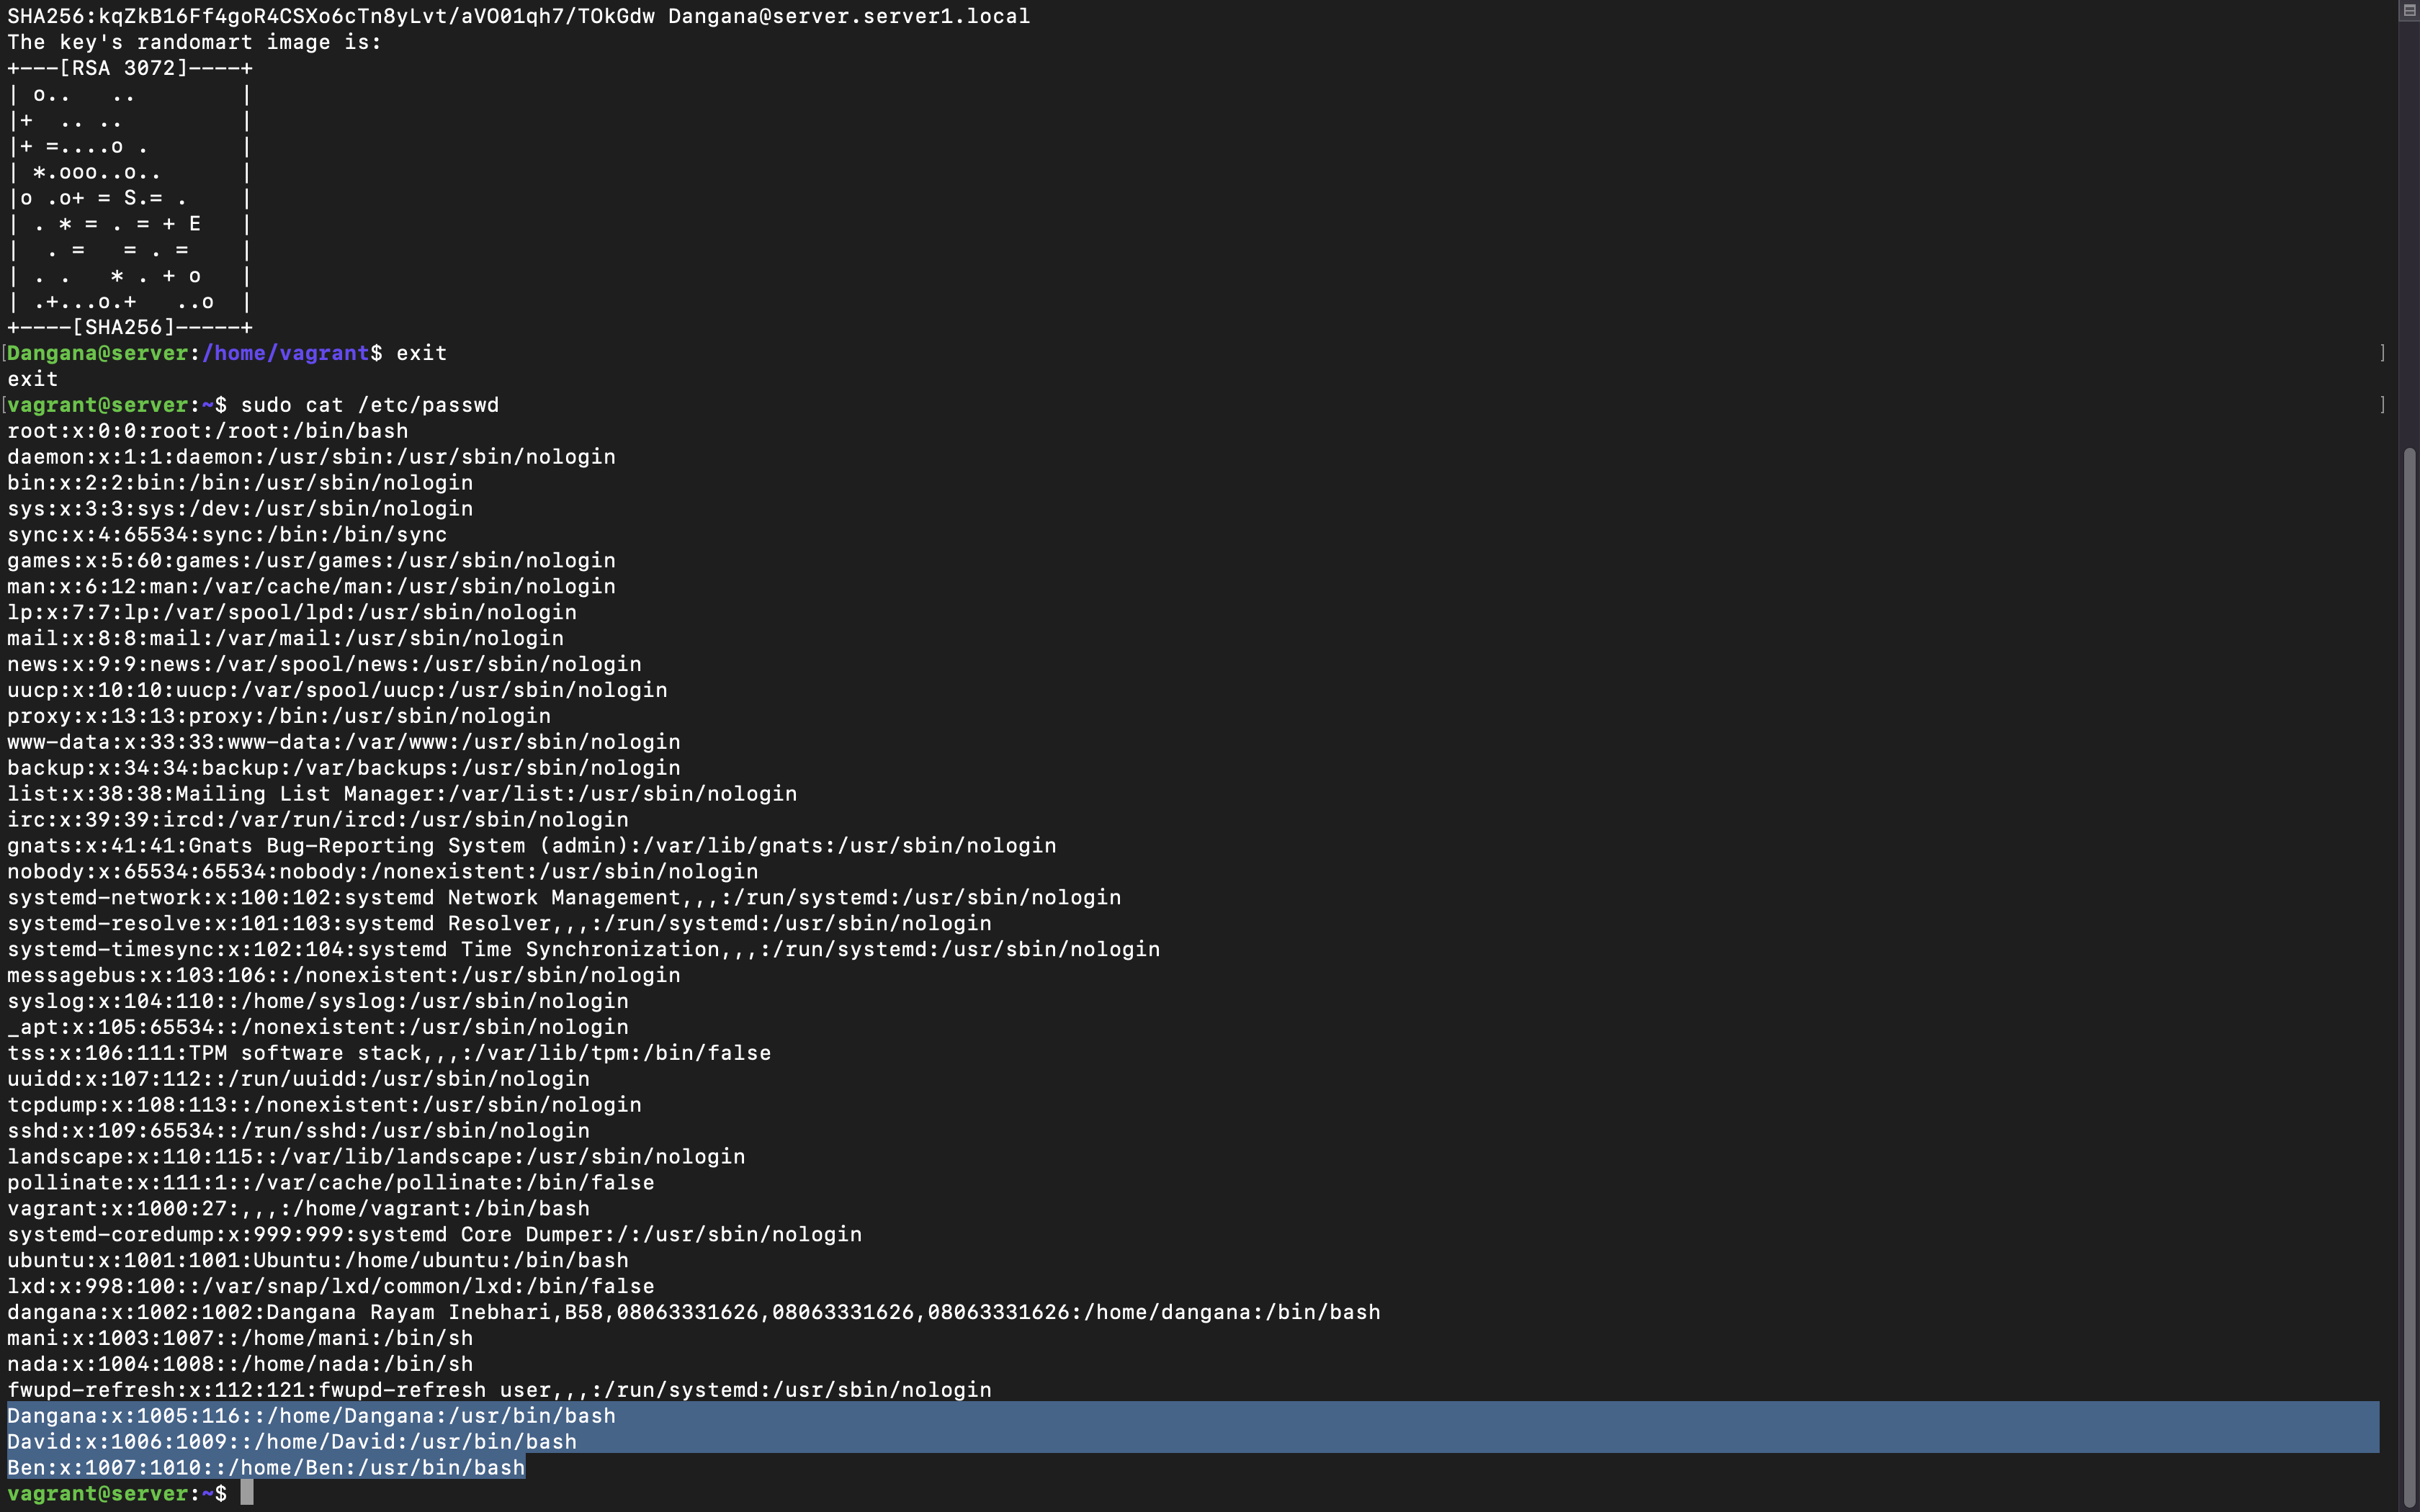 SHA256:kqZkB16Ff4goR4CSXo6cTn8yLvt/aVO01qh7/TOkGdw Dangana@server.server1.local
The key's randomart image is:
+---[RSA 3072]----+
| o..   ..        |
|+  .. ..         |
|+ =....o .       |
| *.ooo..o..      |
|o .o+ = S.= .    |
| . * = . = + E   |
|  . =   = . =    |
| . .   * . + o   |
| .+...o.+   ..o  |
+----[SHA256]-----+
[Dangana@server:/home/vagrant$ exit ]
exit
[vagrant@server:~$ sudo cat /etc/passwd ]
root:x:0:0:root:/root:/bin/bash
daemon:x:1:1:daemon:/usr/sbin:/usr/sbin/nologin
bin:x:2:2:bin:/bin:/usr/sbin/nologin
sys:x:3:3:sys:/dev:/usr/sbin/nologin
sync:x:4:65534:sync:/bin:/bin/sync
games:x:5:60:games:/usr/games:/usr/sbin/nologin
man:x:6:12:man:/var/cache/man:/usr/sbin/nologin
lp:x:7:7:lp:/var/spool/lpd:/usr/sbin/nologin
mail:x:8:8:mail:/var/mail:/usr/sbin/nologin
news:x:9:9:news:/var/spool/news:/usr/sbin/nologin
uucp:x:10:10:uucp:/var/spool/uucp:/usr/sbin/nologin
proxy:x:13:13:proxy:/bin:/usr/sbin/nologin
www-data:x:33:33:www-data:/var/www:/usr/sbin/nologin
backup:x:34:34:backup:/var/backups:/usr/sbin/nologin
list:x:38:38:Mailing List Manager:/var/list:/usr/sbin/nologin
irc:x:39:39:ircd:/var/run/ircd:/usr/sbin/nologin
gnats:x:41:41:Gnats Bug-Reporting System (admin):/var/lib/gnats:/usr/sbin/nologin
nobody:x:65534:65534:nobody:/nonexistent:/usr/sbin/nologin
systemd-network:x:100:102:systemd Network Management,,,:/run/systemd:/usr/sbin/nologin
systemd-resolve:x:101:103:systemd Resolver,,,:/run/systemd:/usr/sbin/nologin
systemd-timesync:x:102:104:systemd Time Synchronization,,,:/run/systemd:/usr/sbin/nologin
messagebus:x:103:106::/nonexistent:/usr/sbin/nologin
syslog:x:104:110::/home/syslog:/usr/sbin/nologin
_apt:x:105:65534::/nonexistent:/usr/sbin/nologin
tss:x:106:111:TPM software stack,,,:/var/lib/tpm:/bin/false
uuidd:x:107:112::/run/uuidd:/usr/sbin/nologin
tcpdump:x:108:113::/nonexistent:/usr/sbin/nologin
sshd:x:109:65534::/run/sshd:/usr/sbin/nologin
landscape:x:110:115::/var/lib/landscape:/usr/sbin/nologin
pollinate:x:111:1::/var/cache/pollinate:/bin/false
vagrant:x:1000:27:,,,:/home/vagrant:/bin/bash
systemd-coredump:x:999:999:systemd Core Dumper:/:/usr/sbin/nologin
ubuntu:x:1001:1001:Ubuntu:/home/ubuntu:/bin/bash
lxd:x:998:100::/var/snap/lxd/common/lxd:/bin/false
dangana:x:1002:1002:Dangana Rayam Inebhari,B58,08063331626,08063331626,08063331626:/home/dangana:/bin/bash
mani:x:1003:1007::/home/mani:/bin/sh
nada:x:1004:1008::/home/nada:/bin/sh
fwupd-refresh:x:112:121:fwupd-refresh user,,,:/run/systemd:/usr/sbin/nologin
Dangana:x:1005:116::/home/Dangana:/usr/bin/bash
David:x:1006:1009::/home/David:/usr/bin/bash
Ben:x:1007:1010::/home/Ben:/usr/bin/bash
vagrant@server:~$